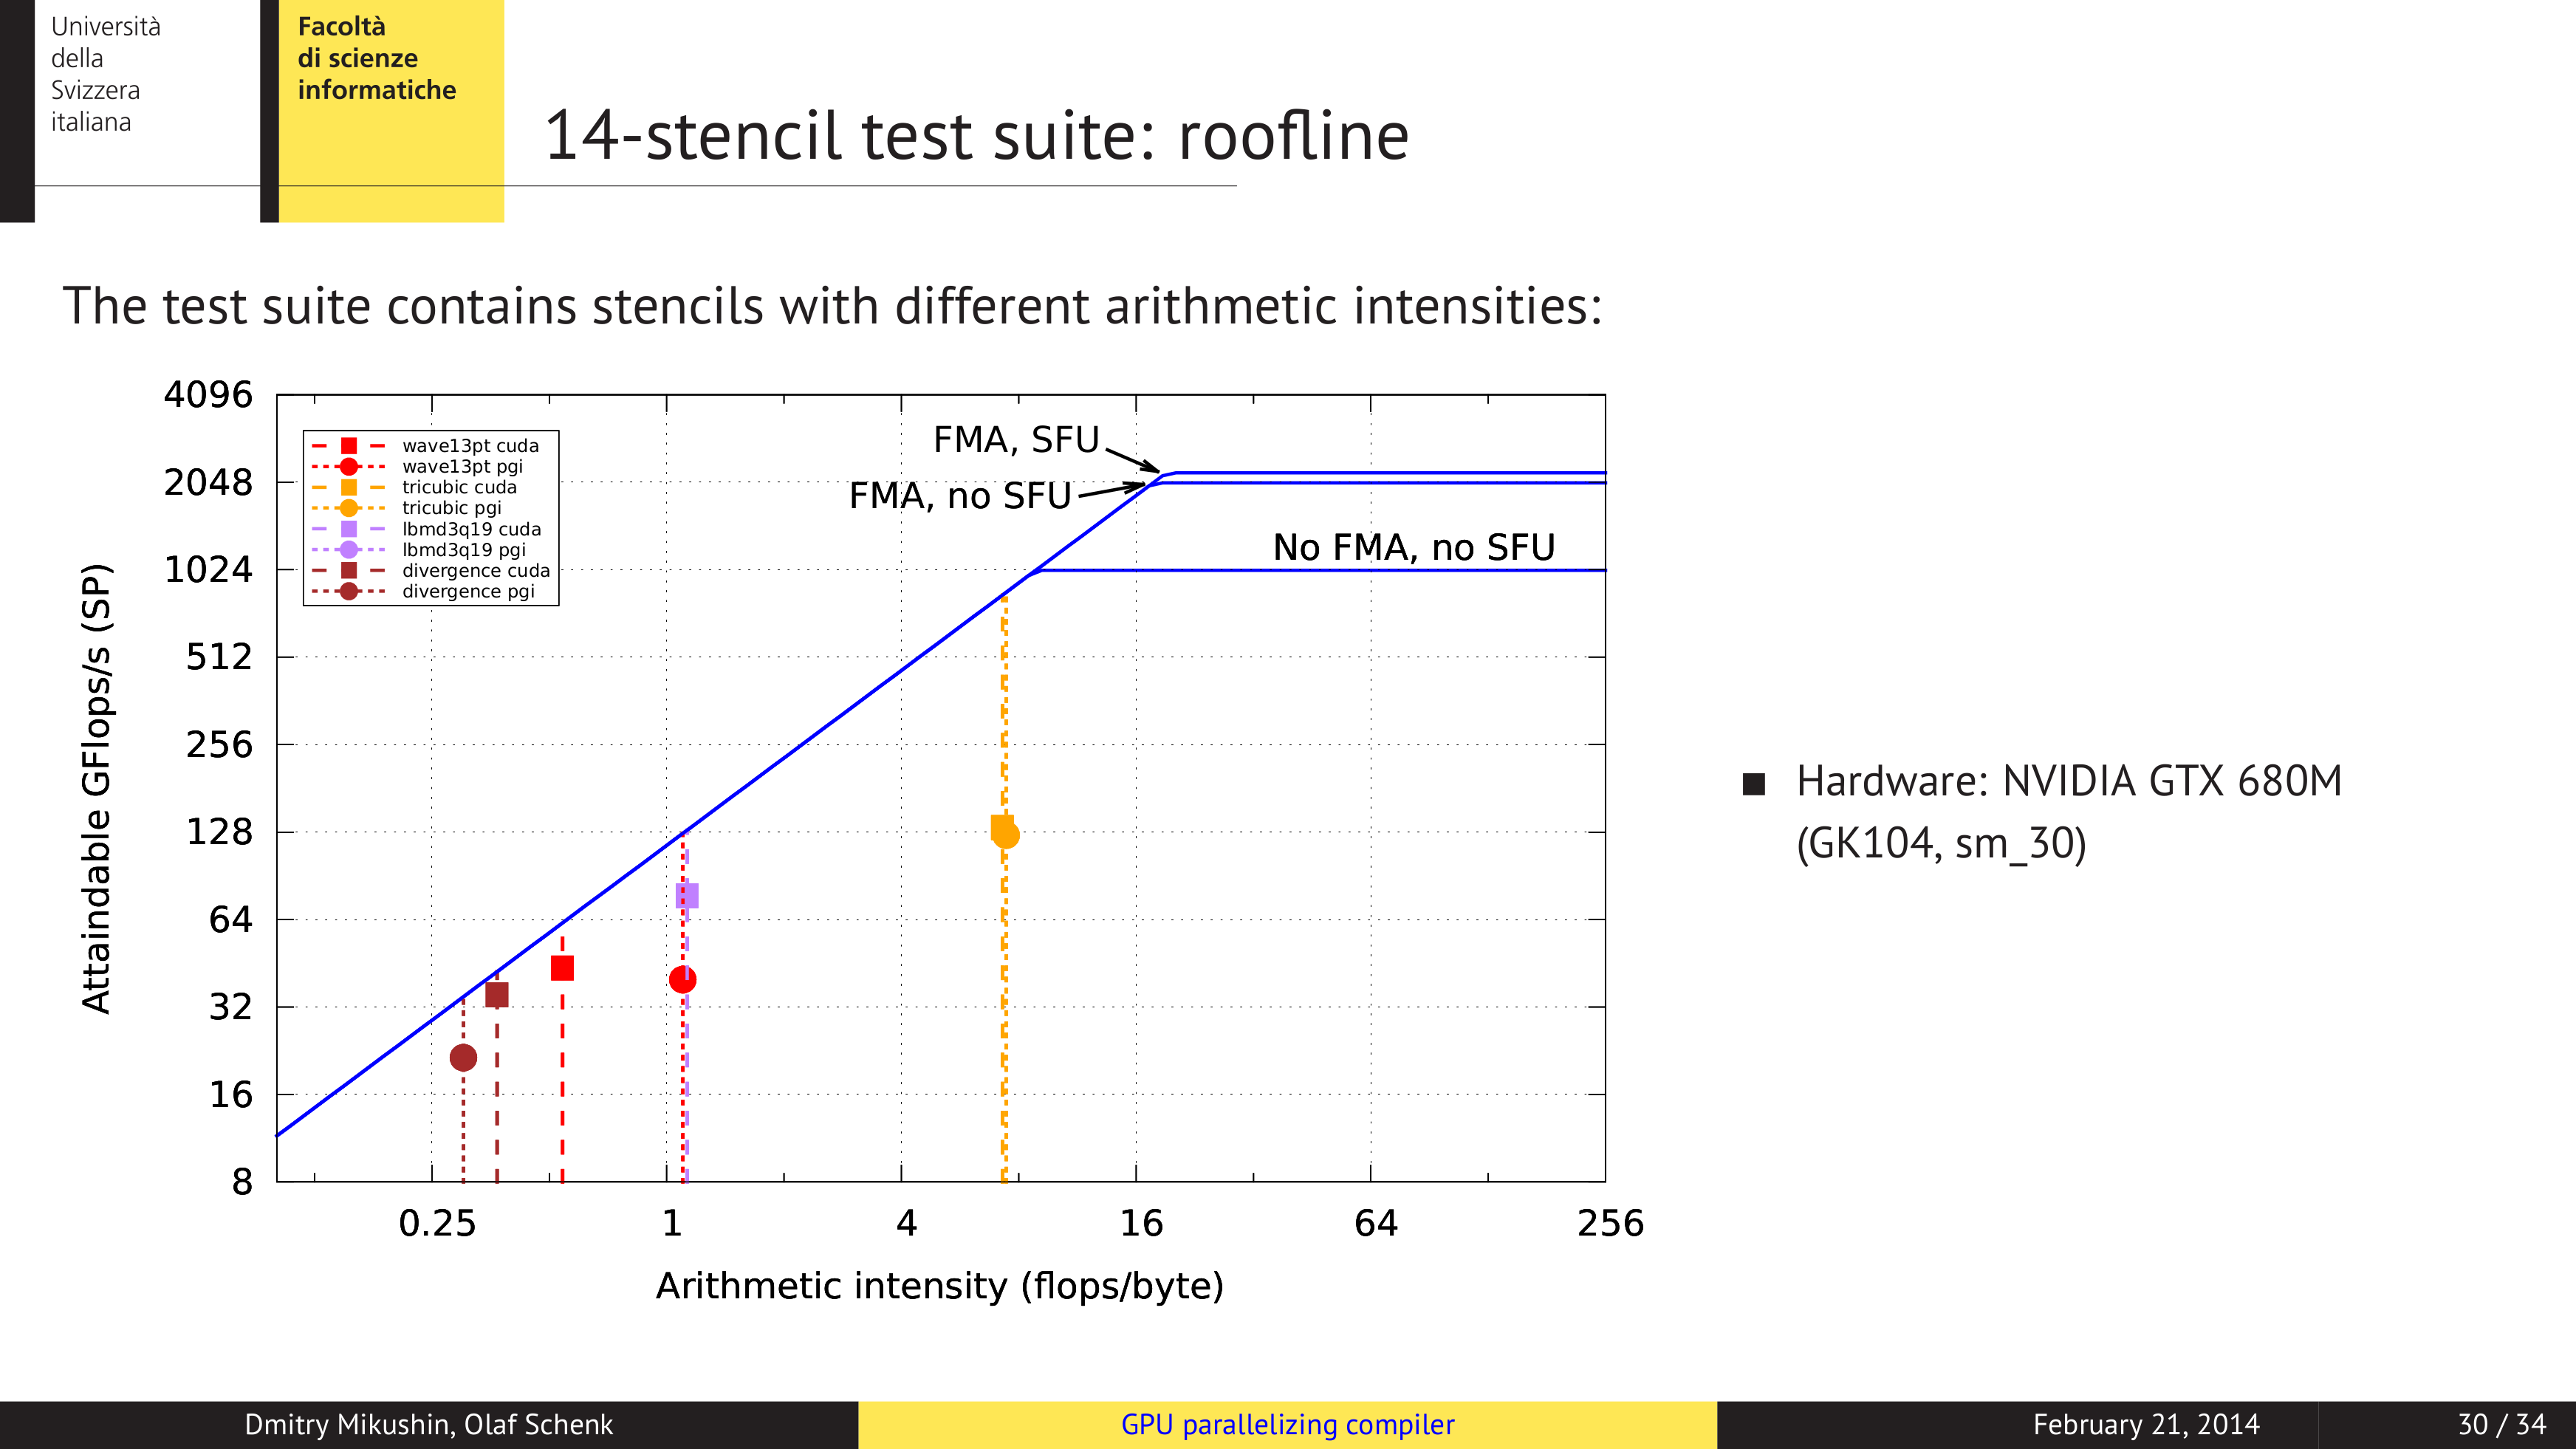 Università
della
Svizzera
italiana
Facoltà
di scienze
informatiche
14-stencil test suite: roofline
The test suite contains stencils with different arithmetic intensities:
4096
2048
1024
512
256
128
64
32
16
8
Attaindable GFlops/s (SP)
wave13pt cuda
wave13pt pgi
tricubic cuda
tricubic pgi
lbmd3q19 cuda
lbmd3q19 pgi
divergence cuda
divergence pgi
FMA, SFU
FMA, no SFU
No FMA, no SFU
0.25 1 4 16 64 256
Arithmetic intensity (flops/byte)
■ Hardware: NVIDIA GTX 680M
(GK104, sm_30)
Dmitry Mikushin, Olaf Schenk
GPU parallelizing compiler
February 21, 2014
30 / 34